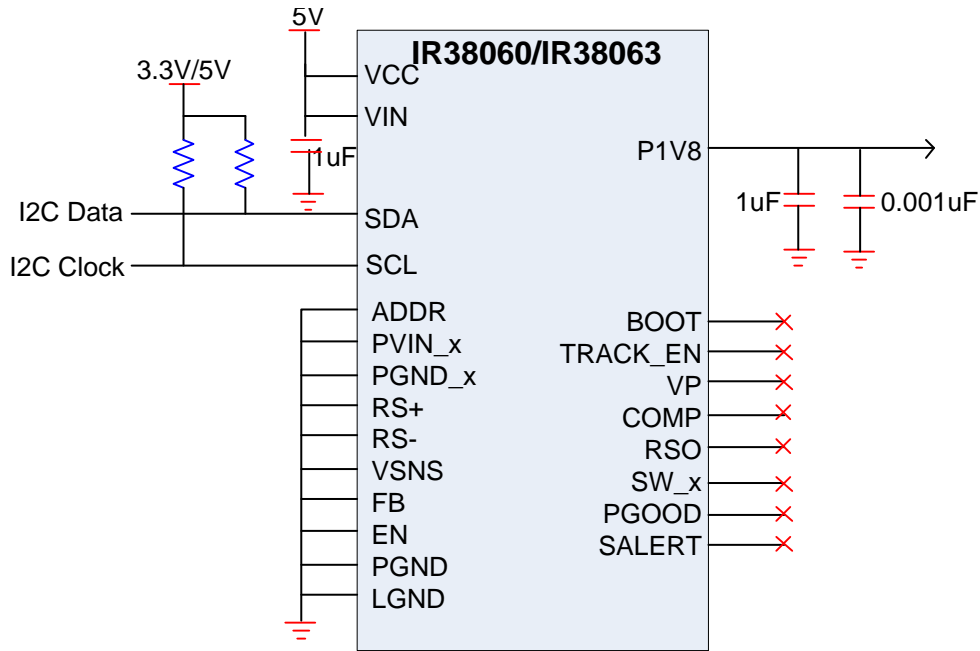 5V
IR38060/IR38063
3.3V/5V
VCC
VIN
1uF
P1V8
I2C Data
SDA
1uF
0.001uF
I2C Clock
SCL
ADDR
PVIN_x
PGND_x
RS+
RS-
VSNS
FB
EN
PGND
LGND
BOOT
TRACK_EN
VP
COMP
RSO
SW_x
PGOOD
SALERT